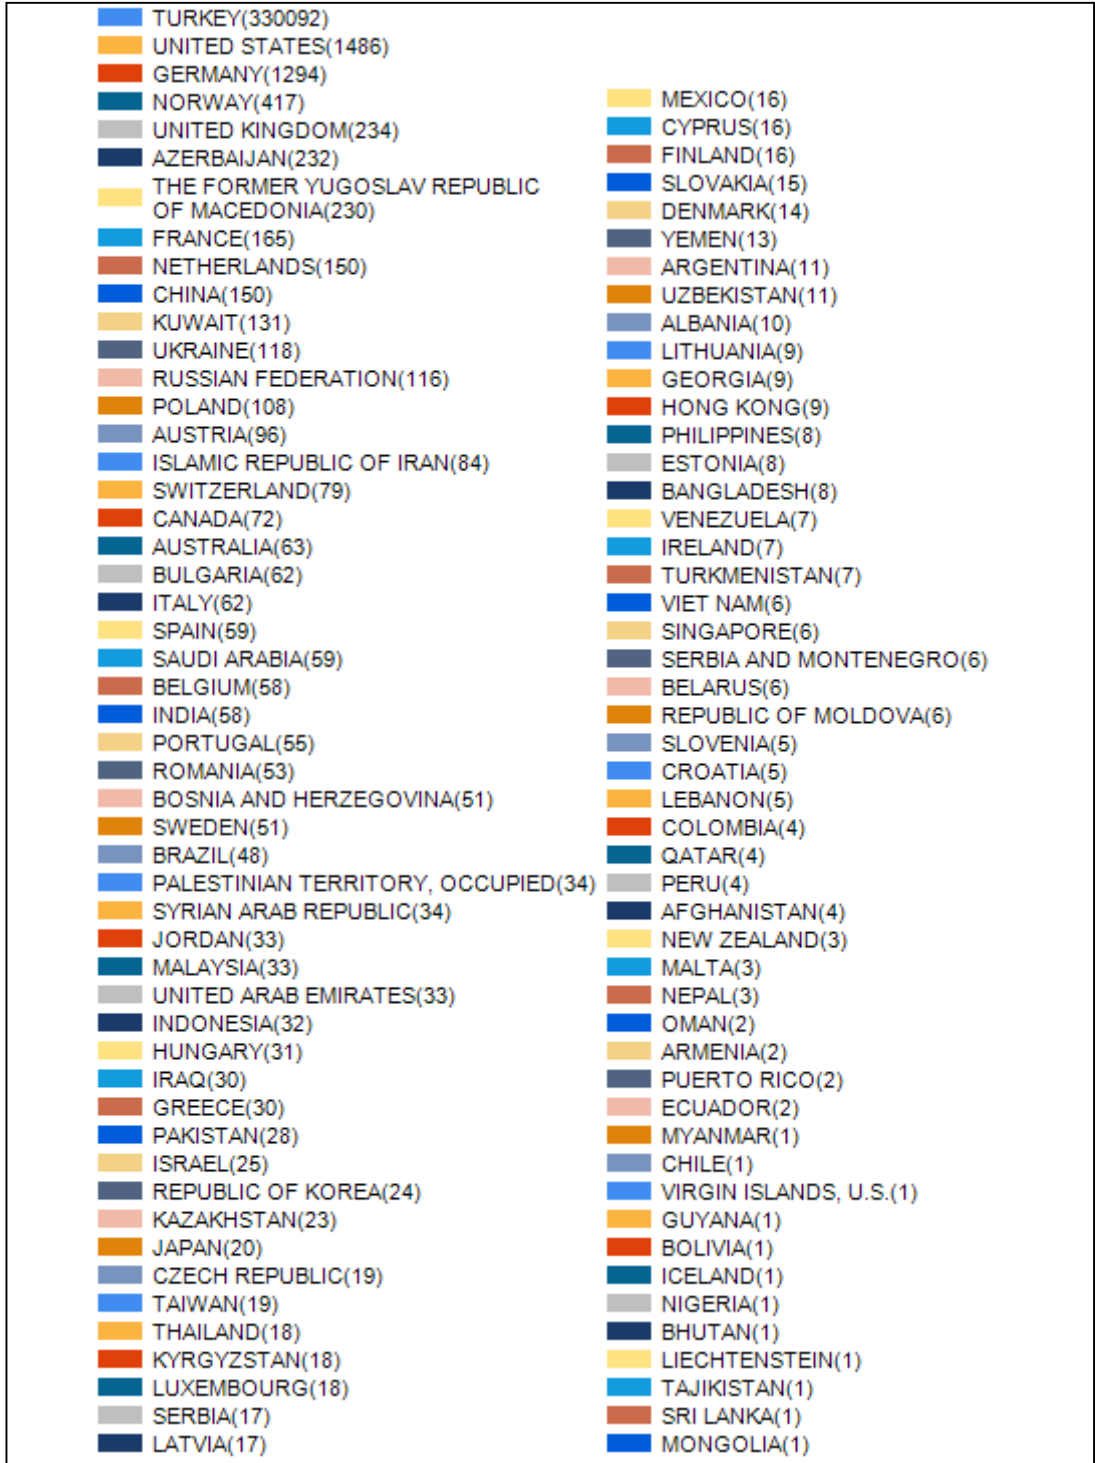 TURKEY(330092)
UNITED STATES(1486)
GERMANY(1294)
NORWAY(417)
UNITED KINGDOM(234)
AZERBAIJAN(232)
THE FORMER YUGOSLAV REPUBLIC
OF MACEDONIA(230)
FRANCE(165)
NETHERLANDS(150)
CHINA(150)
KUWAIT(131)
UKRAINE(118)
RUSSIAN FEDERATION(116)
POLAND(108)
AUSTRIA(96)
ISLAMIC REPUBLIC OF IRAN(84)
SWITZERLAND(79)
CANADA(72)
AUSTRALIA(63)
BULGARIA(62)
ITALY(62)
SPAIN(59)
SAUDI ARABIA(59)
BELGIUM(58)
INDIA(58)
PORTUGAL(55)
ROMANIA(53)
BOSNIA AND HERZEGOVINA(51)
SWEDEN(51)
BRAZIL(48)
PALESTINIAN TERRITORY, OCCUPIED(34)
SYRIAN ARAB REPUBLIC(34)
JORDAN(33)
MALAYSIA(33)
UNITED ARAB EMIRATES(33)
INDONESIA(32)
HUNGARY(31)
IRAQ(30)
GREECE(30)
PAKISTAN(28)
ISRAEL(25)
REPUBLIC OF KOREA(24)
KAZAKHSTAN(23)
JAPAN(20)
CZECH REPUBLIC(19)
TAIWAN(19)
THAILAND(18)
KYRGYZSTAN(18)
LUXEMBOURG(18)
SERBIA(17)
LATVIA(17)
MEXICO(16)
CYPRUS(16)
FINLAND(16)
SLOVAKIA(15)
DENMARK(14)
YEMEN(13)
ARGENTINA(11)
UZBEKISTAN(11)
ALBANIA(10)
LITHUANIA(9)
GEORGIA(9)
HONG KONG(9)
PHILIPPINES(8)
ESTONIA(8)
BANGLADESH(8)
VENEZUELA(7)
IRELAND(7)
TURKMENISTAN(7)
VIET NAM(6)
SINGAPORE(6)
SERBIA AND MONTENEGRO(6)
BELARUS(6)
REPUBLIC OF MOLDOVA(6)
SLOVENIA(5)
CROATIA(5)
LEBANON(5)
COLOMBIA(4)
QATAR(4)
PERU(4)
AFGHANISTAN(4)
NEW ZEALAND(3)
MALTA(3)
NEPAL(3)
OMAN(2)
ARMENIA(2)
PUERTO RICO(2)
ECUADOR(2)
MYANMAR(1)
CHILE(1)
VIRGIN ISLANDS, U.S.(1)
GUYANA(1)
BOLIVIA(1)
ICELAND(1)
NIGERIA(1)
BHUTAN(1)
LIECHTENSTEIN(1)
TAJIKISTAN(1)
SRI LANKA(1)
MONGOLIA(1)